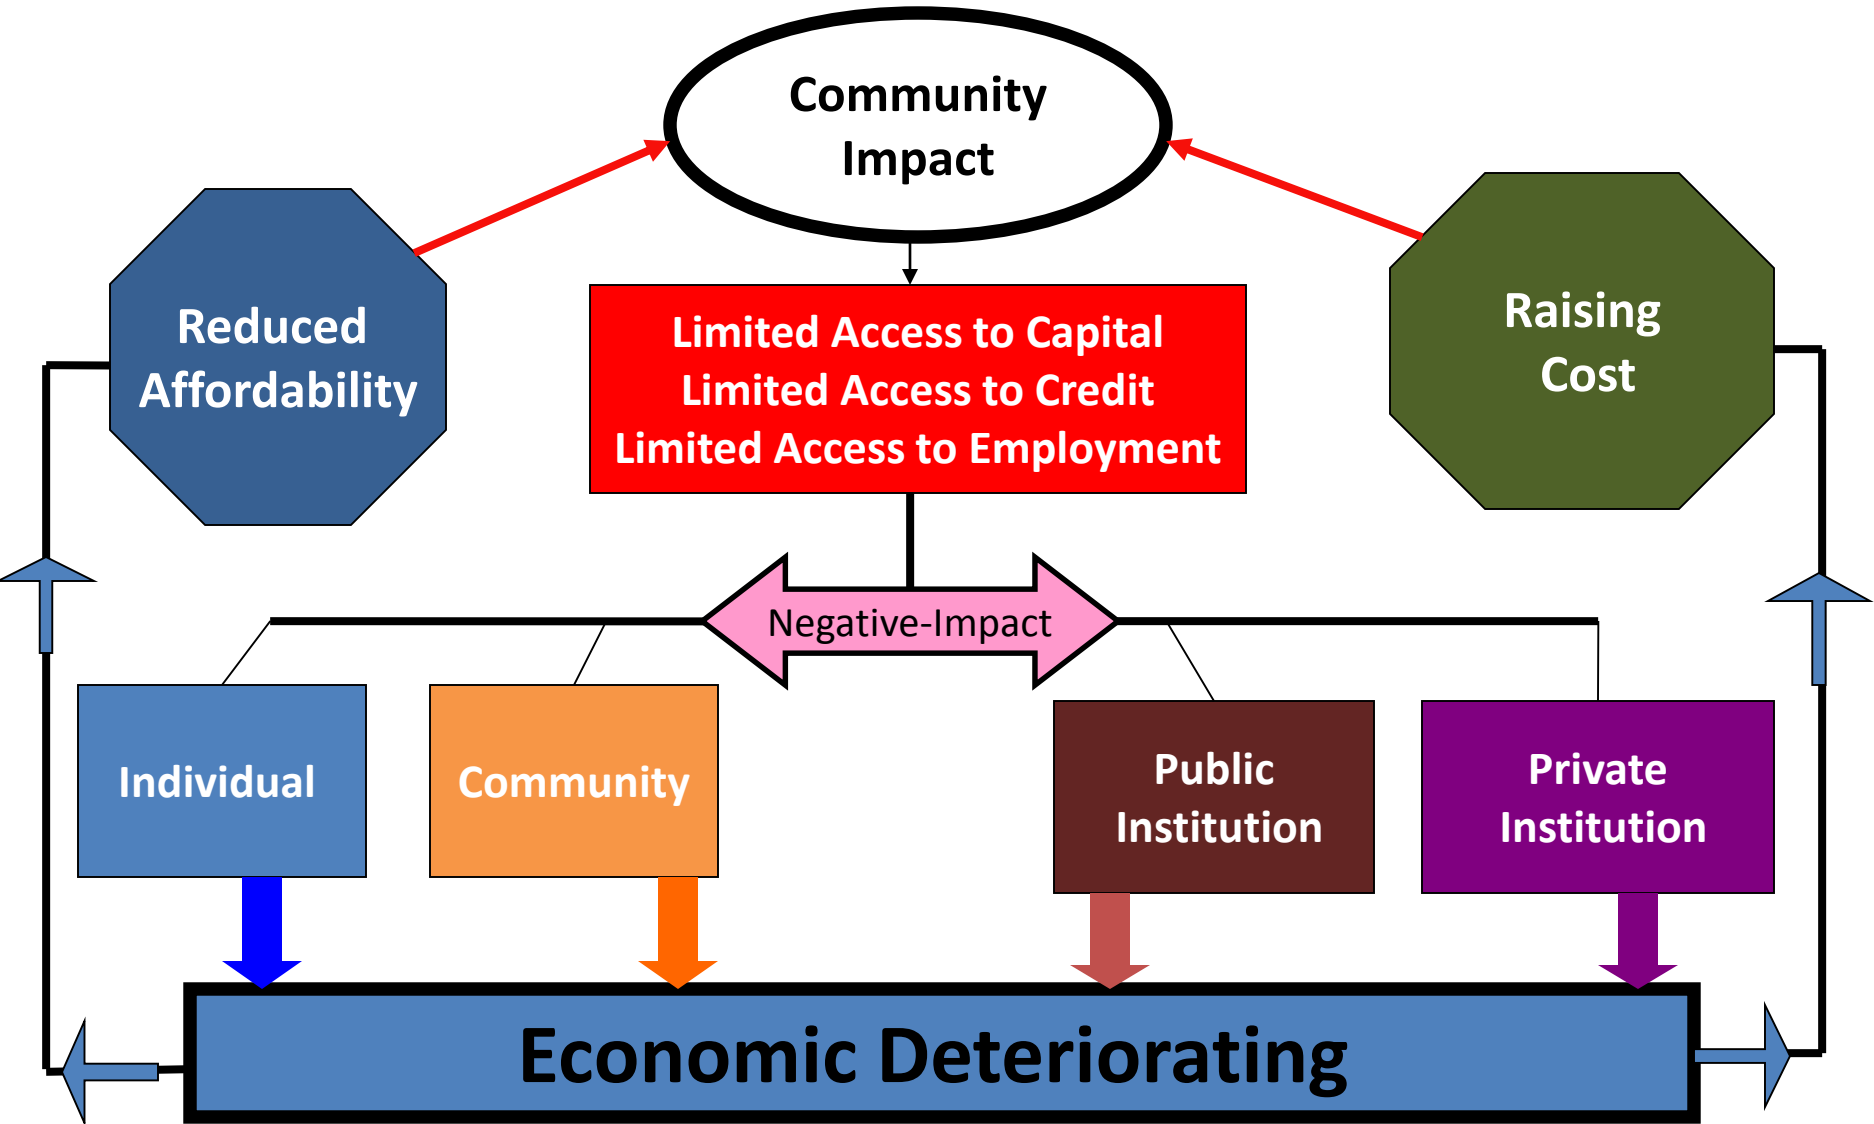 Community
Impact
Reduced
Affordability
Limited Access to Capital
Limited Access to Credit
Limited Access to Employment
Raising
Cost
Negative-Impact
Individual
Community
Public
Institution
Private
Institution
Economic Deteriorating